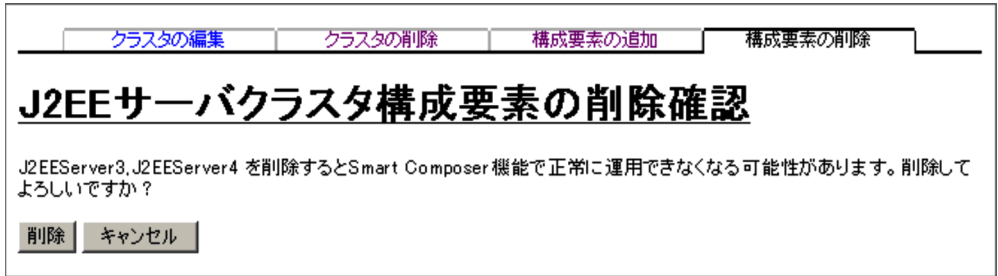 クラスタの編集 クラスタの削除 構成要素の追加 構成要素の削除
J2EEサーバクラスタ構成要素の削除確認
J2EEServer3,J2EEServer4 を削除するとSmart Composer機能で正常に運用できなくなる可能性があります。削除して
よろしいですか？
削除 キャンセル